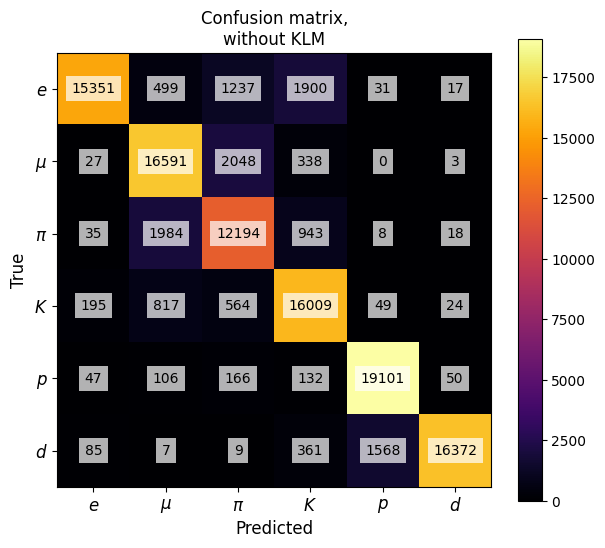 Confusion matrix,
without KLM
True
e 15351 499 1237 1900 31 17
μ 27 16591 2048 338 0 3
π 35 1984 12194 943 8 18
K 195 817 564 16009 49 24
p 47 106 166 132 19101 50
d 85 7 9 361 1568 16372
e μ π K p d
Predicted
17500
15000
12500
10000
7500
5000
2500
0